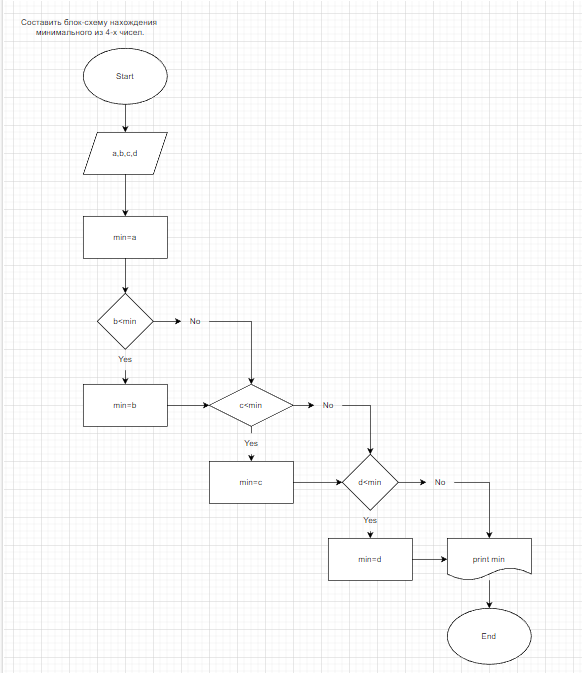 Составить блок-схему нахождения
минимального из 4-х чисел.
Start
a,b,c,d
min=a
b<min
No
Yes
min=b
c<min
No
Yes
min=c
d<min
No
Yes
min=d
print min
End